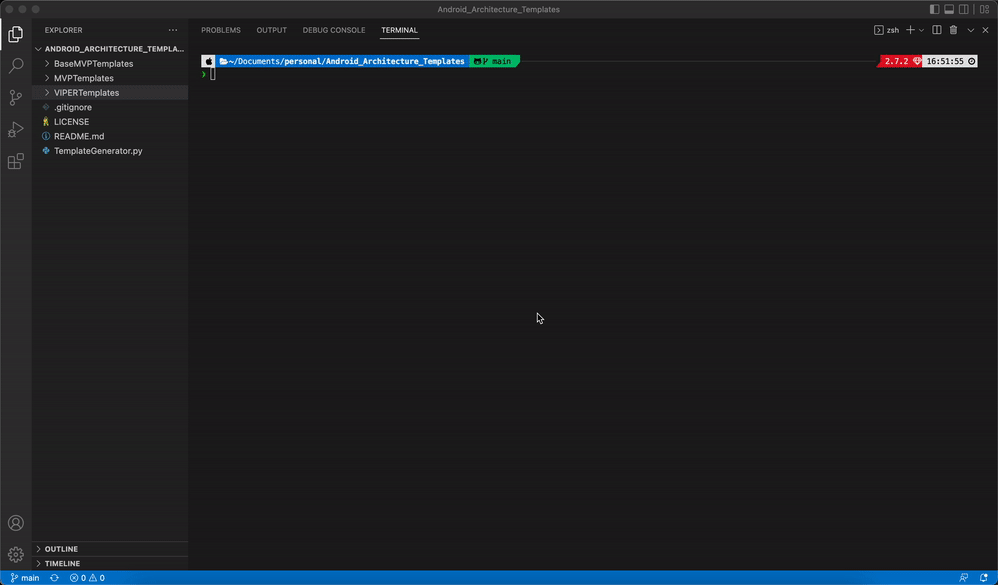 Android_Architecture_Templates
EXPLORER
PROBLEMS OUTPUT DEBUG CONSOLE TERMINAL
zsh
ANDROID_ARCHITECTURE_TEMPLA...
BaseMVPTemplates
MVPTemplates
VIPERTemplates
.gitignore
LICENSE
README.md
TemplateGenerator.py
~/Documents/personal/Android_Architecture_Templates main
2.7.2 16:51:55
OUTLINE
TIMELINE
main 0 0